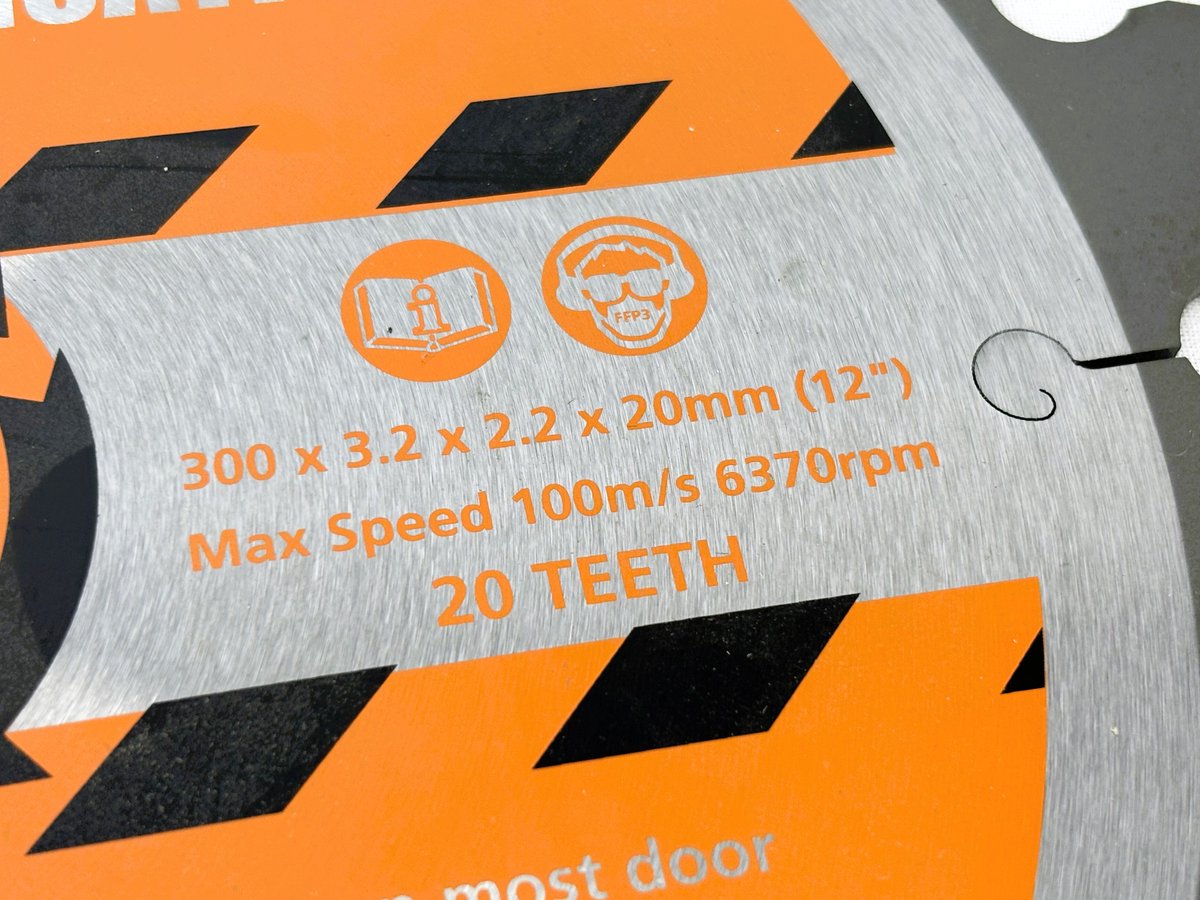 FFP3
300 x 3.2 x 2.2 x 20mm (12")
Max Speed 100m/s 6370rpm
20 TEETH
most door